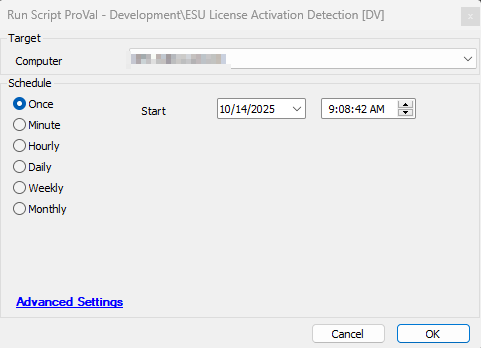 Run Script ProVal - Development\ESU License Activation Detection [DV]
x
Target
Computer
Schedule
Once
Start
10/14/2025
9:08:42 AM
Minute
Hourly
Daily
Weekly
Monthly
Advanced Settings
Cancel
OK